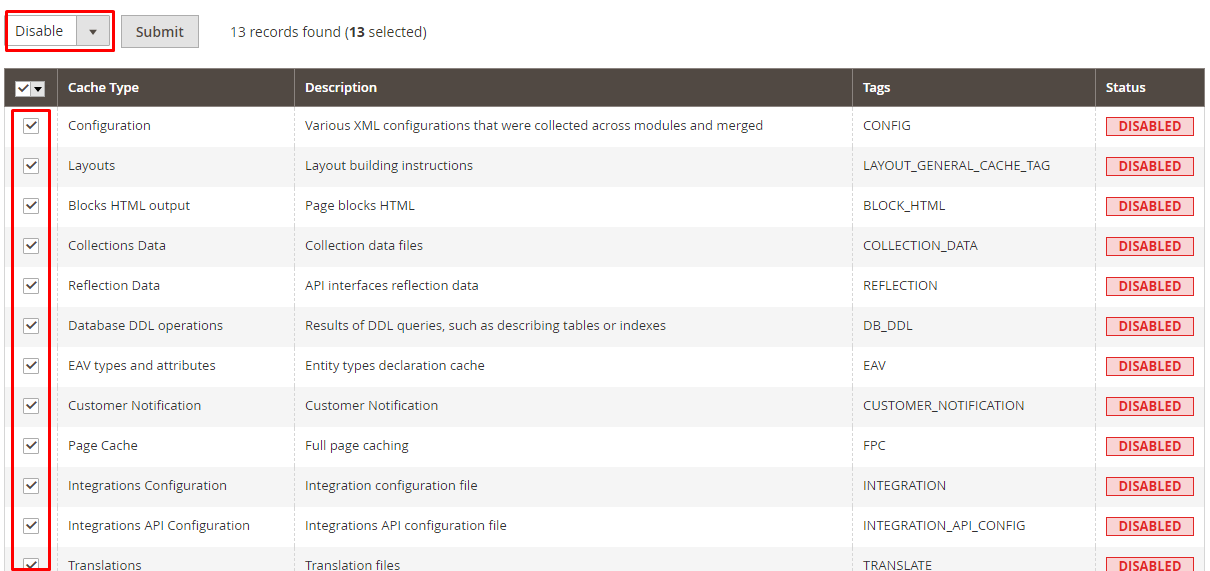 Disable Submit 13 records found (13 selected)
Cache Type Description Tags Status
Configuration Various XML configurations that were collected across modules and merged CONFIG DISABLED
Layouts Layout building instructions LAYOUT_GENERAL_CACHE_TAG DISABLED
Blocks HTML output Page blocks HTML BLOCK_HTML DISABLED
Collections Data Collection data files COLLECTION_DATA DISABLED
Reflection Data API interfaces reflection data REFLECTION DISABLED
Database DDL operations Results of DDL queries, such as describing tables or indexes DB_DDL DISABLED
EAV types and attributes Entity types declaration cache EAV DISABLED
Customer Notification Customer Notification CUSTOMER_NOTIFICATION DISABLED
Page Cache Full page caching FPC DISABLED
Integrations Configuration Integration configuration file INTEGRATION DISABLED
Integrations API Configuration Integrations API configuration file INTEGRATION_API_CONFIG DISABLED
Translations Translation files TRANSLATE DISABLED